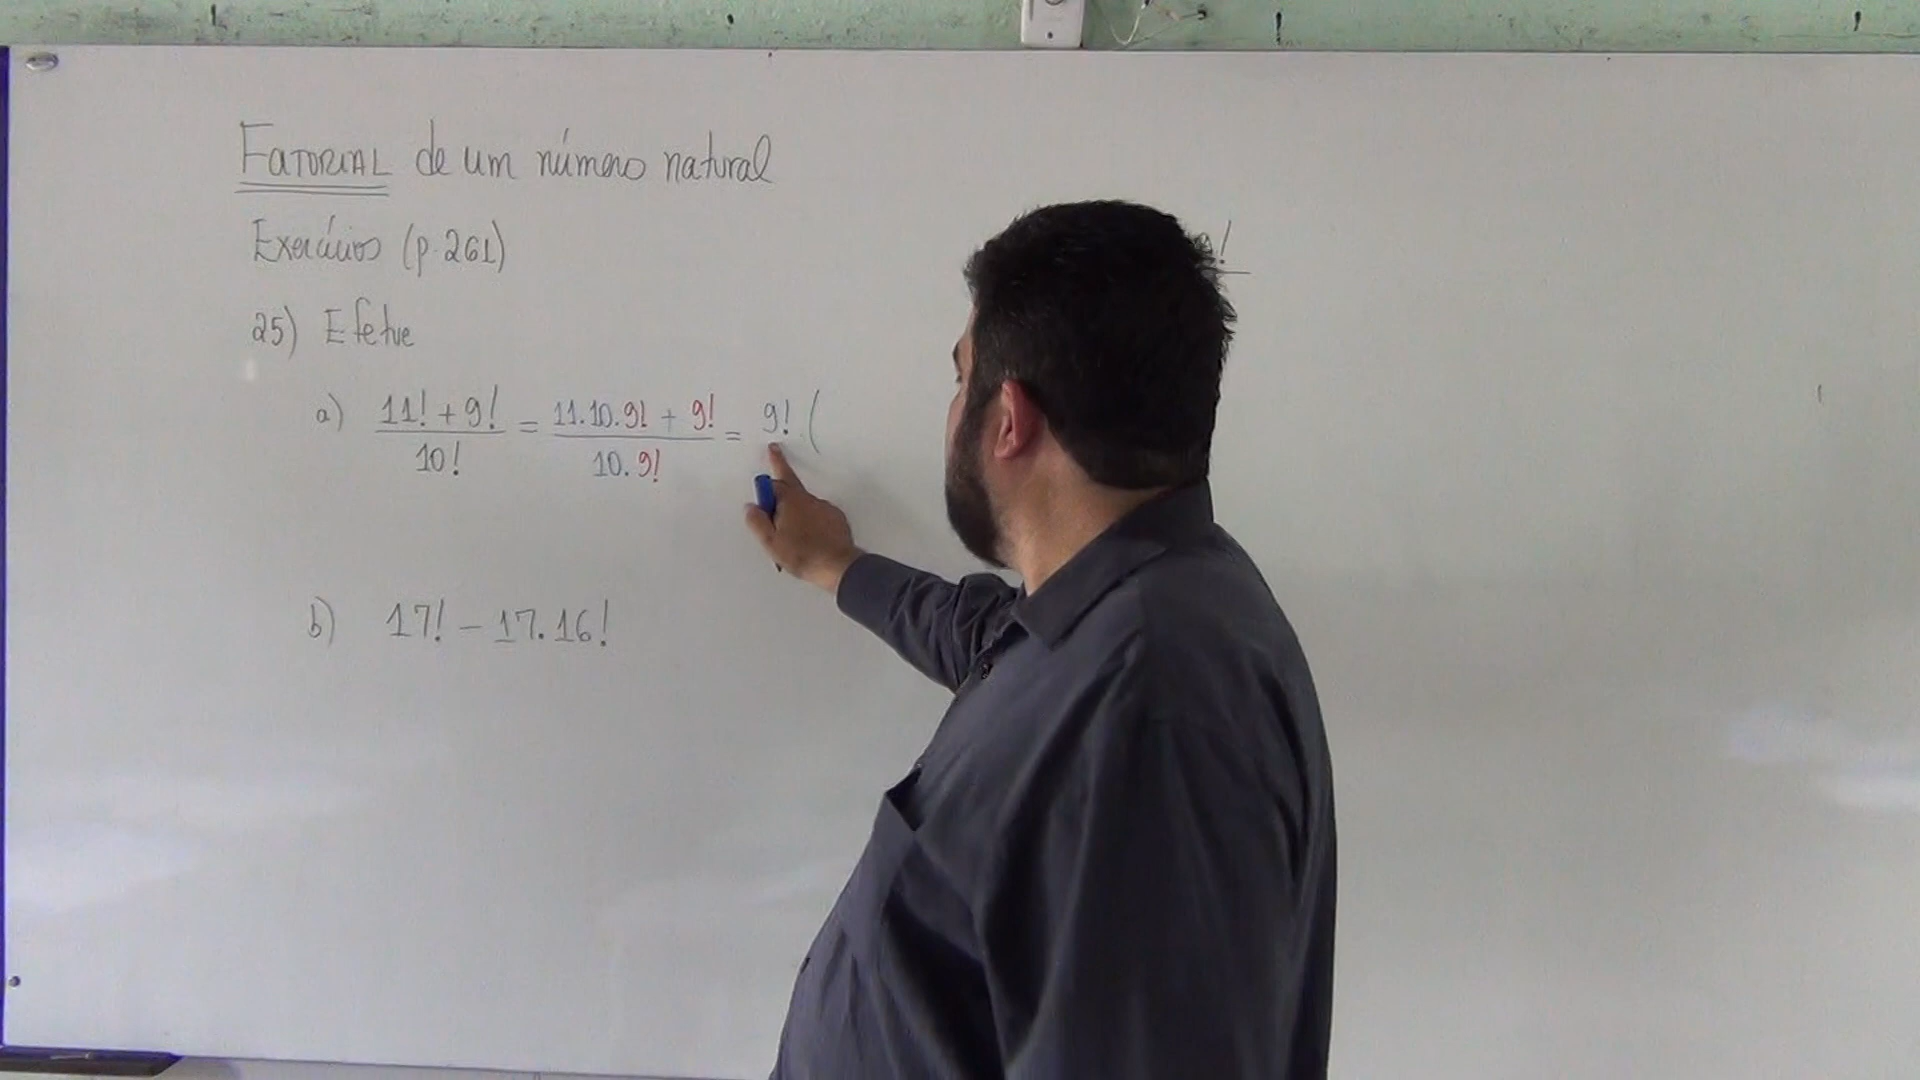 FATORIAL de um número natural
Exercícios (p.261)
25) Efetue
a) 11! + 9! / 10! = 11.10.9! + 9! / 10.9! = 9! . (
b) 17! - 17.16!